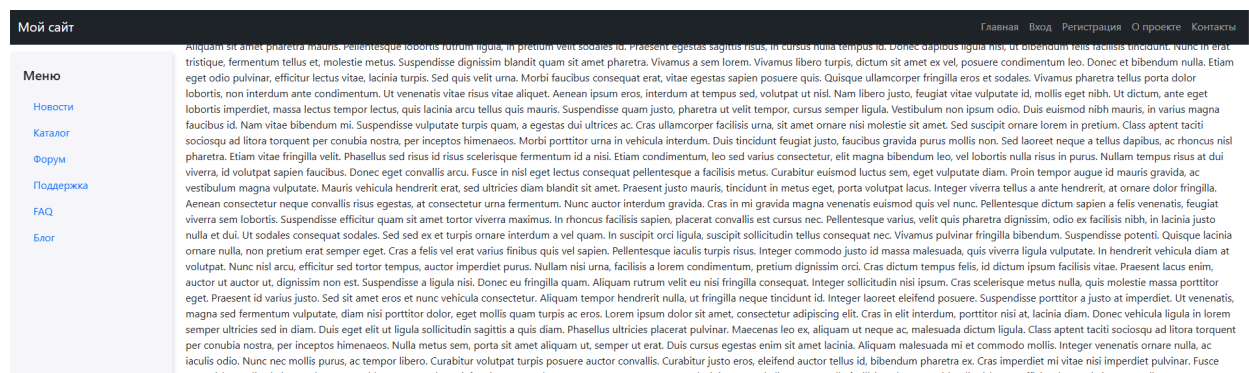 Мой сайт
Главная Вход Регистрация О проекте Контакты
Меню
Новости
Каталог
Форум
Поддержка
FAQ
Блог
Aliquam sit amet pharetra mauris. Pellentesque lobortis rutrum ligula, in pretium velit sodales id. Praesent egestas sagittis risus, in cursus nulla tempus id. Donec dapibus ligula nisl, ut bibendum felis facilisis tincidunt. Nunc in erat
tristique, fermentum tellus et, molestie metus. Suspendisse dignissim blandit quam sit amet pharetra. Vivamus a sem lorem. Vivamus libero turpis, dictum sit amet ex vel, posuere condimentum leo. Donec et bibendum nulla. Etiam
eget odio pulvinar, efficitur lectus vitae, lacinia turpis. Sed quis velit urna. Morbi faucibus consequat erat, vitae egestas sapien posuere quis. Quisque ullamcorper fringilla eros et sodales. Vivamus pharetra tellus porta dolor
lobortis, non interdum ante condimentum. Ut venenatis vitae risus vitae aliquet. Aenean ipsum eros, interdum at tempus sed, volutpat ut nisl. Nam libero justo, feugiat vitae vulputate id, mollis eget nibh. Ut dictum, ante eget
lobortis imperdiet, massa lectus tempor lectus, quis lacinia arcu tellus quis mauris. Suspendisse quam justo, pharetra ut velit tempor, cursus semper ligula. Vestibulum non ipsum odio. Duis euismod nibh mauris, in varius magna
faucibus id. Nam vitae bibendum mi. Suspendisse vulputate turpis quam, a egestas dui ultrices ac. Cras ullamcorper facilisis urna, sit amet ornare nisi molestie sit amet. Sed suscipit ornare lorem in pretium. Class aptent taciti
sociosqu ad litora torquent per conubia nostra, per inceptos himenaeos. Morbi porttitor urna in vehicula interdum. Duis tincidunt feugiat justo, faucibus gravida purus mollis non. Sed laoreet neque a tellus dapibus, ac rhoncus nisl
pharetra. Etiam vitae fringilla velit. Phasellus sed risus id risus scelerisque fermentum id a nisi. Etiam condimentum, leo sed varius consectetur, elit magna bibendum leo, vel lobortis nulla risus in purus. Nullam tempus risus at dui
viverra, id volutpat sapien faucibus. Donec eget convallis arcu. Fusce in nisl eget lectus consequat pellentesque a facilisis metus. Curabitur euismod luctus sem, eget vulputate diam. Proin tempor augue id mauris gravida, ac
vestibulum magna vulputate. Mauris vehicula hendrerit erat, sed ultricies diam blandit sit amet. Praesent justo mauris, tincidunt in metus eget, porta volutpat lacus. Integer viverra tellus a ante hendrerit, at ornare dolor fringilla.
Aenean consectetur neque convallis risus egestas, at consectetur urna fermentum. Nunc auctor interdum gravida. Cras in mi gravida magna venenatis euismod quis vel nunc. Pellentesque dictum sapien a felis venenatis, feugiat
viverra sem lobortis. Suspendisse efficitur quam sit amet tortor viverra maximus. In rhoncus facilisis sapien, placerat convallis est cursus nec. Pellentesque varius, velit quis pharetra dignissim, odio ex facilisis nibh, in lacinia justo
nulla et dui. Ut sodales consequat sodales. Sed sed ex et turpis ornare interdum a vel quam. In suscipit orci ligula, suscipit sollicitudin tellus consequat nec. Vivamus pulvinar fringilla bibendum. Suspendisse potenti. Quisque lacinia
ornare nulla, non pretium erat semper eget. Cras a felis vel erat varius finibus quis vel sapien. Pellentesque iaculis turpis risus. Integer commodo justo id massa malesuada, quis viverra ligula vulputate. In hendrerit vehicula diam at
volutpat. Nunc nisl arcu, efficitur sed tortor tempus, auctor imperdiet purus. Nullam nisi urna, facilisis a lorem condimentum, pretium dignissim orci. Cras dictum tempus felis, id dictum ipsum facilisis vitae. Praesent lacus enim,
auctor ut auctor ut, dignissim non est. Suspendisse a ligula nisi. Donec eu fringilla quam. Aliquam rutrum velit eu nisi fringilla consequat. Integer sollicitudin nisi ipsum. Cras scelerisque metus nulla, quis molestie massa porttitor
eget. Praesent id varius justo. Sed sit amet eros et nunc vehicula consectetur. Aliquam tempor hendrerit nulla, ut fringilla neque tincidunt id. Integer laoreet eleifend posuere. Suspendisse porttitor a justo at imperdiet. Ut venenatis,
magna sed fermentum vulputate, diam nisi porttitor dolor, eget mollis quam turpis ac eros. Lorem ipsum dolor sit amet, consectetur adipiscing elit. Cras in elit interdum, porttitor nisi at, lacinia diam. Donec vehicula ligula in lorem
semper ultricies sed in diam. Duis eget elit ut ligula sollicitudin sagittis a quis diam. Phasellus ultricies placerat pulvinar. Maecenas leo ex, aliquam ut neque ac, malesuada dictum ligula. Class aptent taciti sociosqu ad litora torquent
per conubia nostra, per inceptos himenaeos. Nulla metus sem, porta sit amet aliquam ut, semper ut erat. Duis cursus egestas enim sit amet lacinia. Aliquam malesuada mi et commodo mollis. Integer venenatis ornare nulla, ac
iaculis odio. Nunc nec mollis purus, ac tempor libero. Curabitur volutpat turpis posuere auctor convallis. Curabitur justo eros, eleifend auctor tellus id, bibendum pharetra ex. Cras imperdiet mi vitae nisi imperdiet pulvinar. Fusce